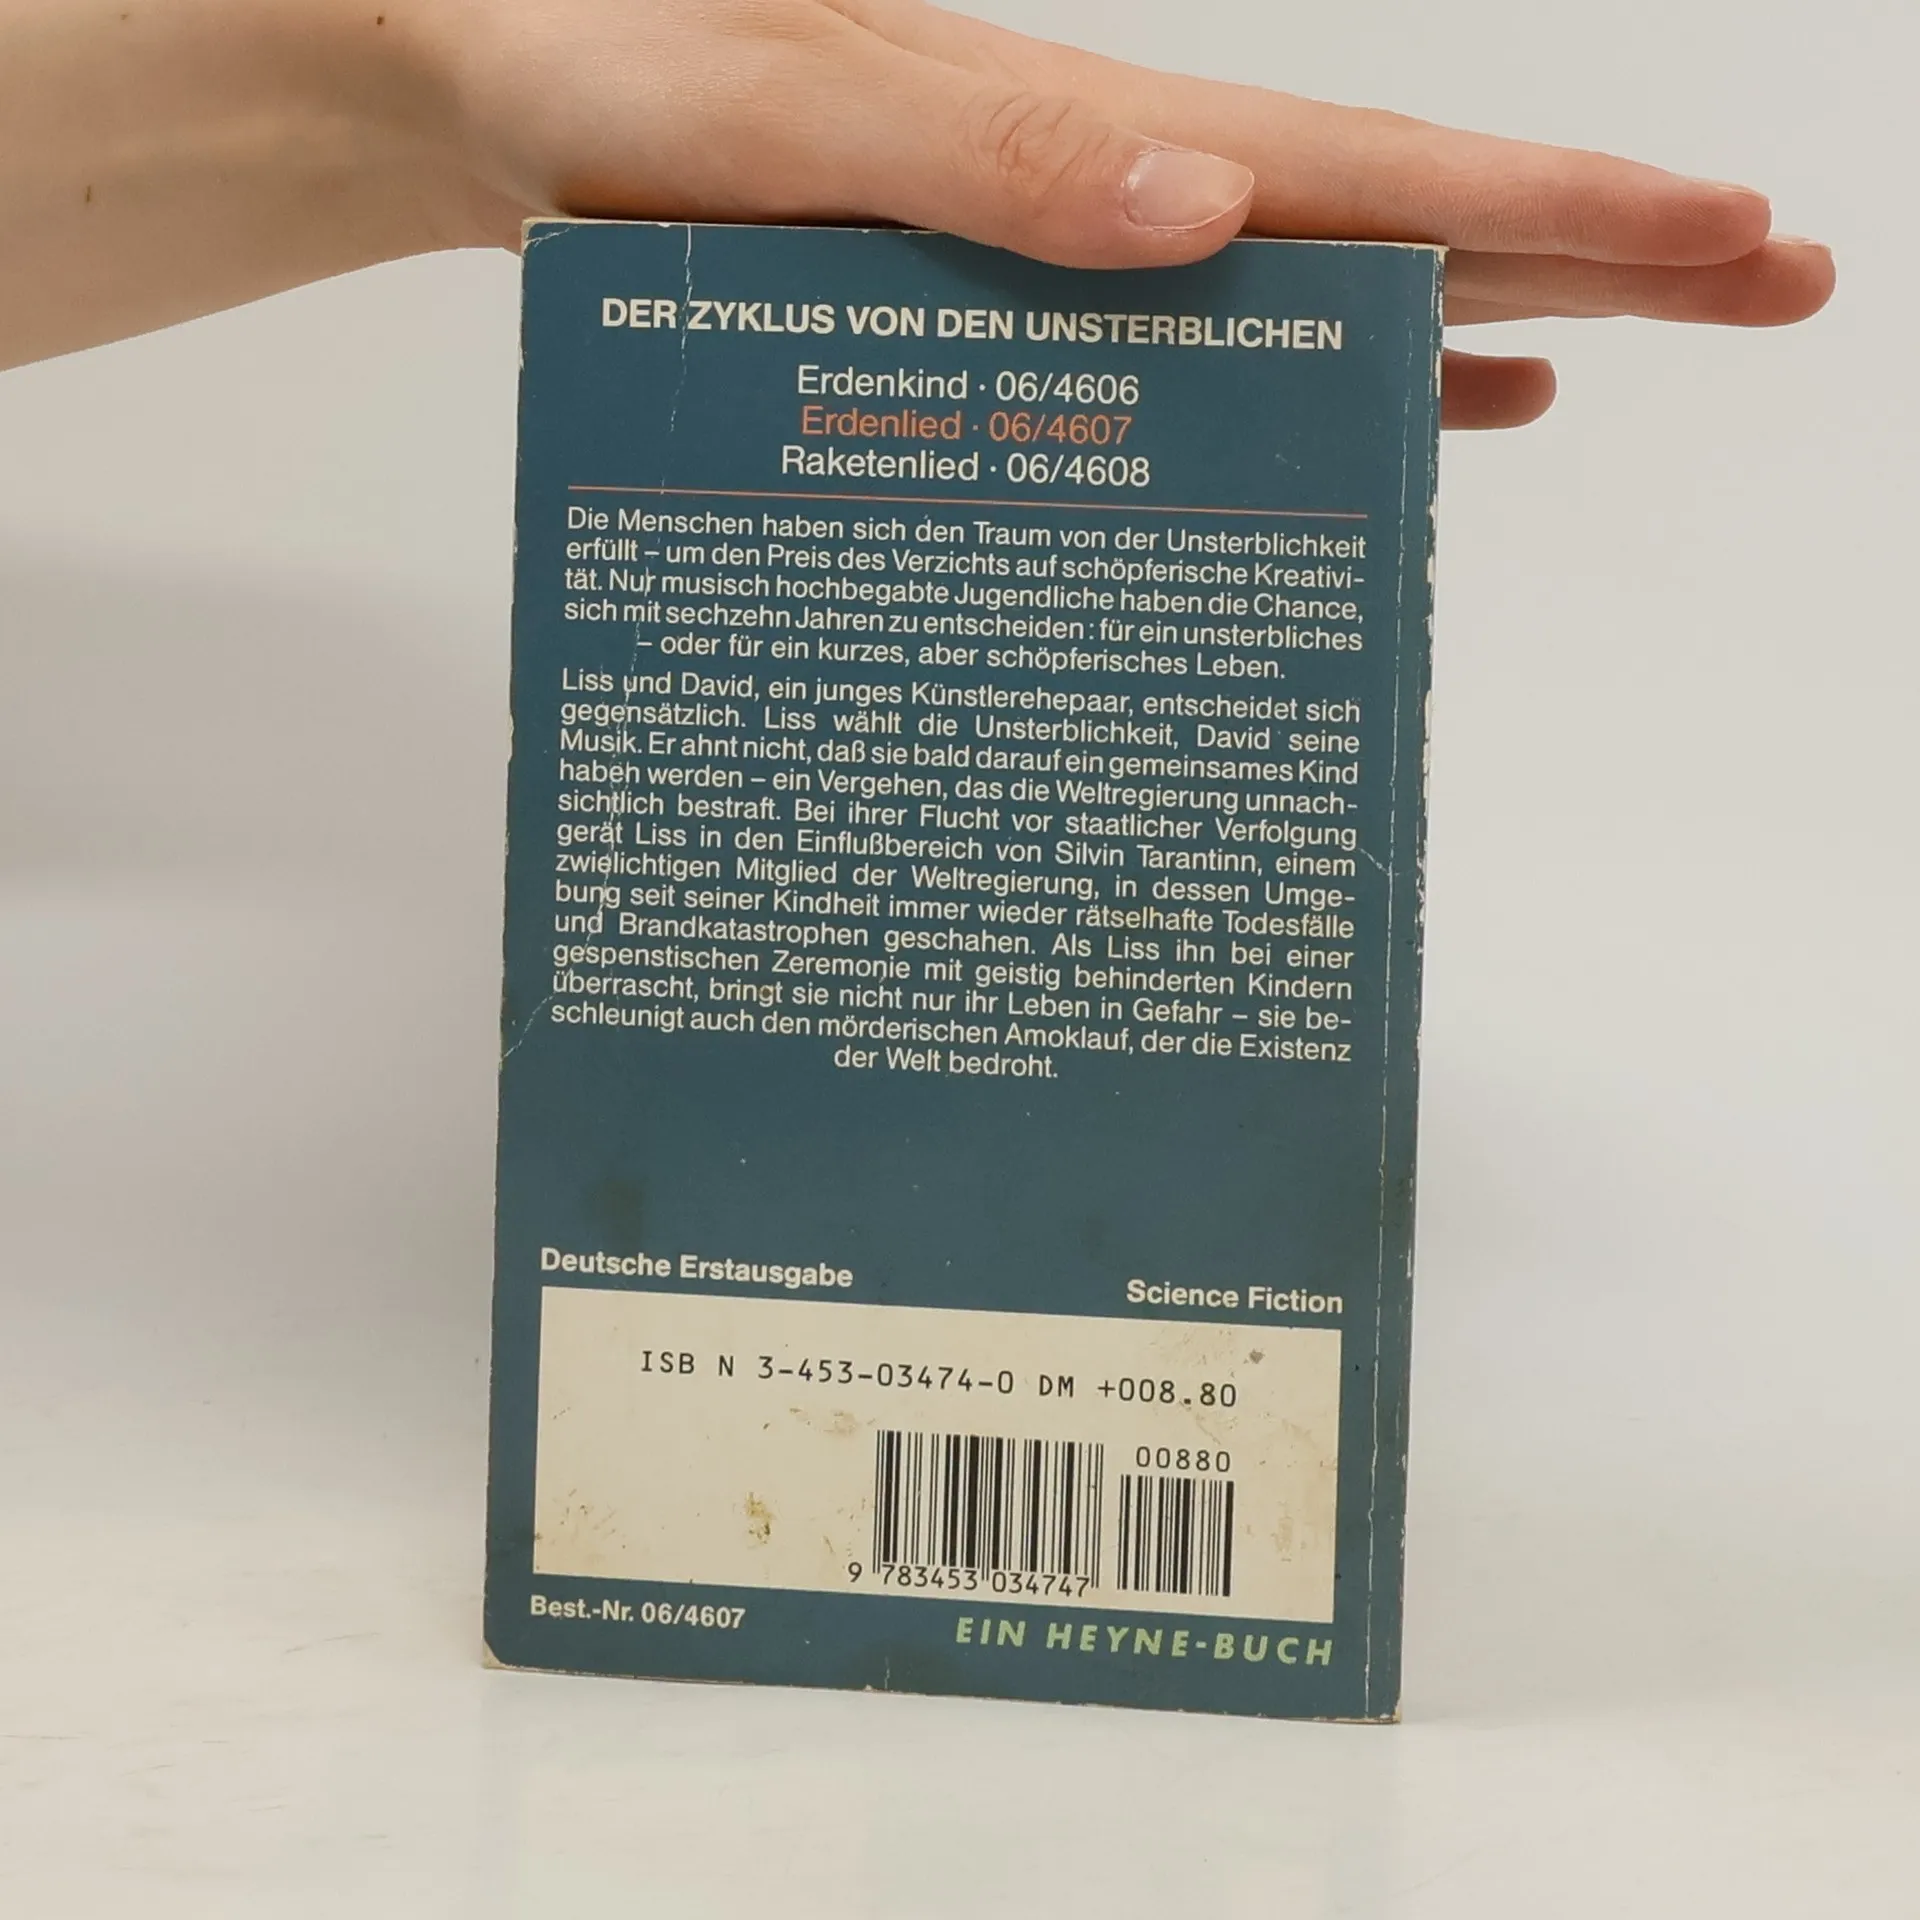 DER ZYKLUS VON DEN UNSTERBLICHEN
Erdenkind · 06/4606
Erdenlied · 06/4607
Raketenlied · 06/4608
Die Menschen haben sich den Traum von der Unsterblichkeit
erfüllt – um den Preis des Verzichts auf schöpferische Kreativi-
tät. Nur musisch hochbegabte Jugendliche haben die Chance,
sich mit sechzehn Jahren zu entscheiden: für ein unsterbliches
– oder für ein kurzes, aber schöpferisches Leben.
Liss und David, ein junges Künstlerehepaar, entscheidet sich
gegensätzlich. Liss wählt die Unsterblichkeit, David seine
Musik. Er ahnt nicht, daß sie bald darauf ein gemeinsames Kind
haben werden – ein Vergehen, das die Weltregierung unnach-
sichtlich bestraft. Bei ihrer Flucht vor staatlicher Verfolgung
gerät Liss in den Einflußbereich von Silvin Tarantinn, einem
zwielichtigen Mitglied der Weltregierung, in dessen Umge-
bung seit seiner Kindheit immer wieder rätselhafte Todesfälle
und Brandkatastrophen geschahen. Als Liss ihn bei einer
gespenstischen Zeremonie mit geistig behinderten Kindern
überrascht, bringt sie nicht nur ihr Leben in Gefahr – sie be-
schleunigt auch den mörderischen Amoklauf, der die Existenz
der Welt bedroht.
Deutsche Erstausgabe
Science Fiction
ISB N 3-453-03474-0 DM +008.80
00880
9 783453 034747
Best.-Nr. 06/4607
EIN HEYNE-BUCH